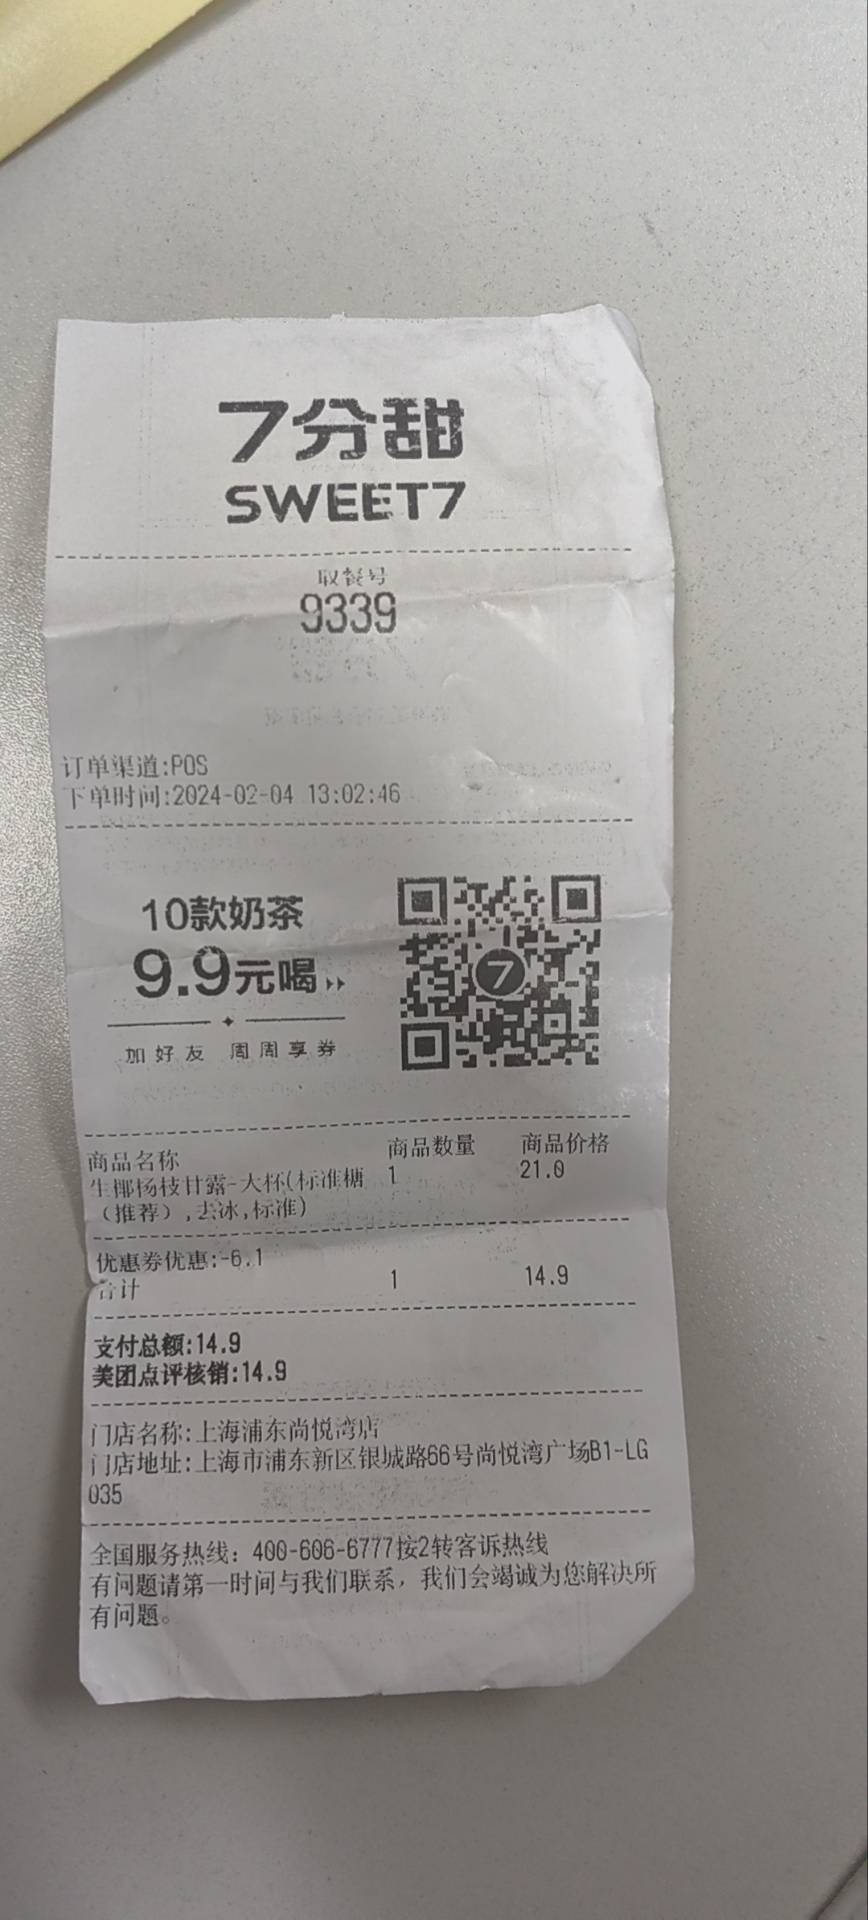 7分甜
SWEET7
取餐号
9339
订单渠道:POS
下单时间:2024-02-04 13:02:46
10款奶茶
9.9元喝
加好友 周周享券
商品名称 商品数量 商品价格
生椰杨枝甘露-大杯(标准糖 1 21.0
(推荐),去冰,标准)
优惠券优惠:-6.1
合计 1 14.9
支付总额:14.9
美团点评核销:14.9
门店名称:上海浦东尚悦湾店
门店地址:上海市浦东新区银城路66号尚悦湾广场B1-LG
035
全国服务热线：400-606-6777按2转客诉热线
有问题请第一时间与我们联系，我们会竭诚为您解决所
有问题。